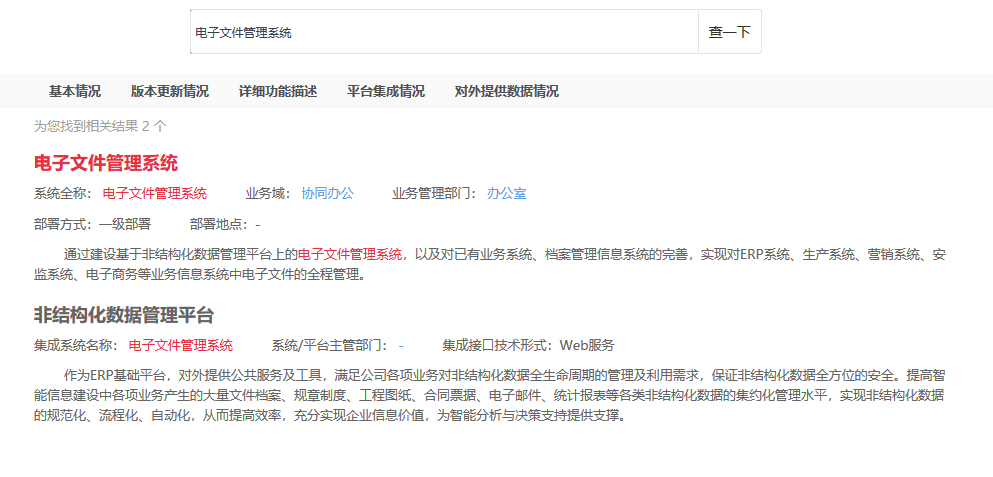 电子文件管理系统 查一下
基本情况 版本更新情况 详细功能描述 平台集成情况 对外提供数据情况
为您找到相关结果 2 个
电子文件管理系统
系统全称： 电子文件管理系统 业务域： 协同办公 业务管理部门： 办公室
部署方式：一级部署 部署地点：-
通过建设基于非结构化数据管理平台上的电子文件管理系统，以及对已有业务系统、档案管理信息系统的完善，实现对ERP系统、生产系统、营销系统、安
监系统、电子商务等业务信息系统中电子文件的全程管理。
非结构化数据管理平台
集成系统名称： 电子文件管理系统 系统/平台主管部门： - 集成接口技术形式：Web服务
作为ERP基础平台，对外提供公共服务及工具，满足公司各项业务对非结构化数据全生命周期的管理及利用需求，保证非结构化数据全方位的安全。提高智
能信息建设中各项业务产生的大量文件档案、规章制度、工程图纸、合同票据、电子邮件、统计报表等各类非结构化数据的集约化管理水平，实现非结构化数据
的规范化、流程化、自动化，从而提高效率，充分实现企业信息价值，为智能分析与决策支持提供支撑。